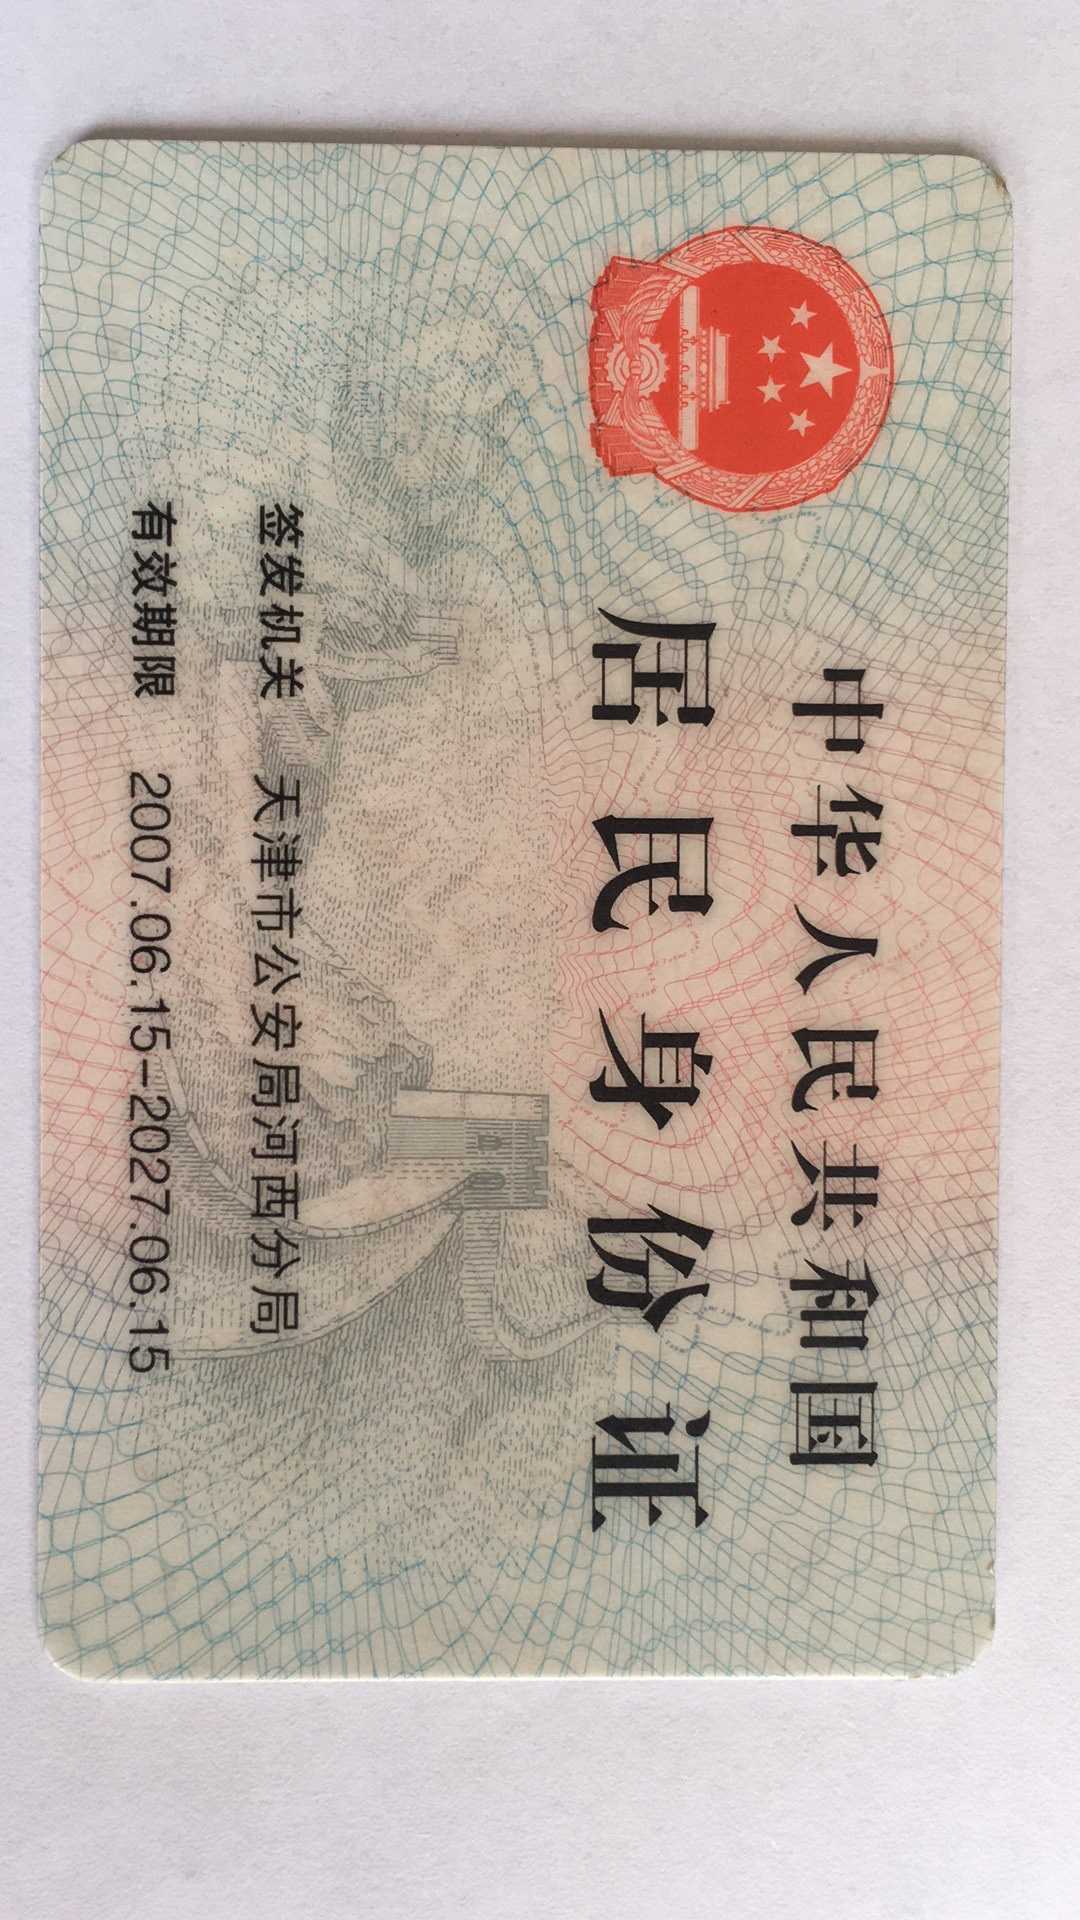 中华人民共和国
居民身份证
签发机关 天津市公安局河西分局
有效期限 2007.06.15-2027.06.15